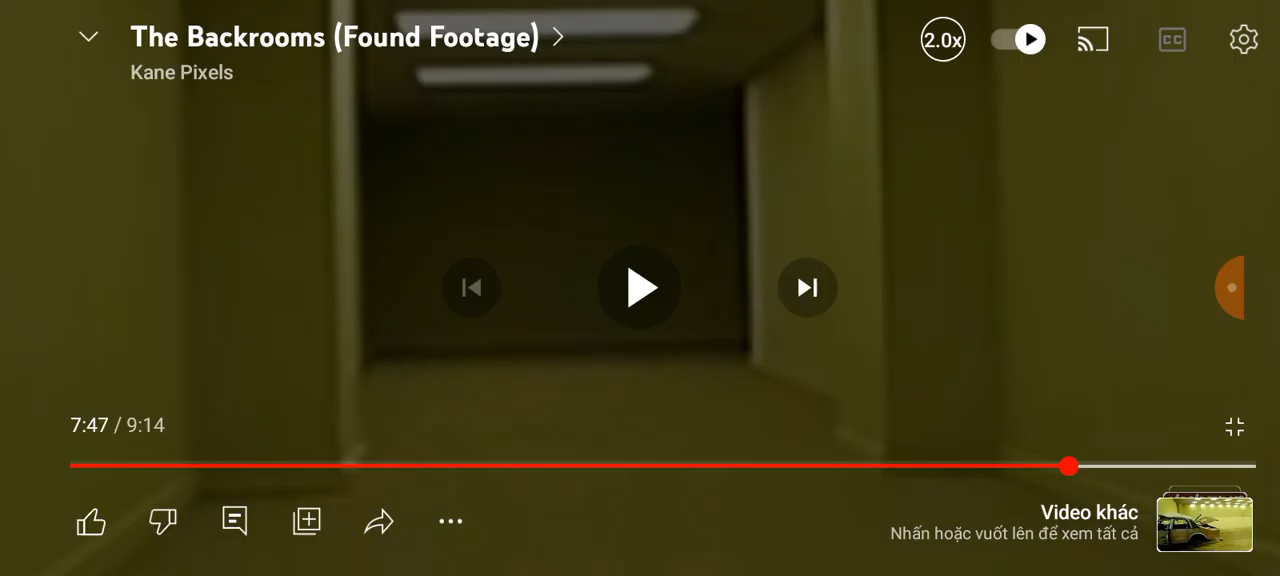 The Backrooms (Found Footage)
Kane Pixels
2.0x
CC
7:47 / 9:14
Video khác
Nhấn hoặc vuốt lên để xem tất cả